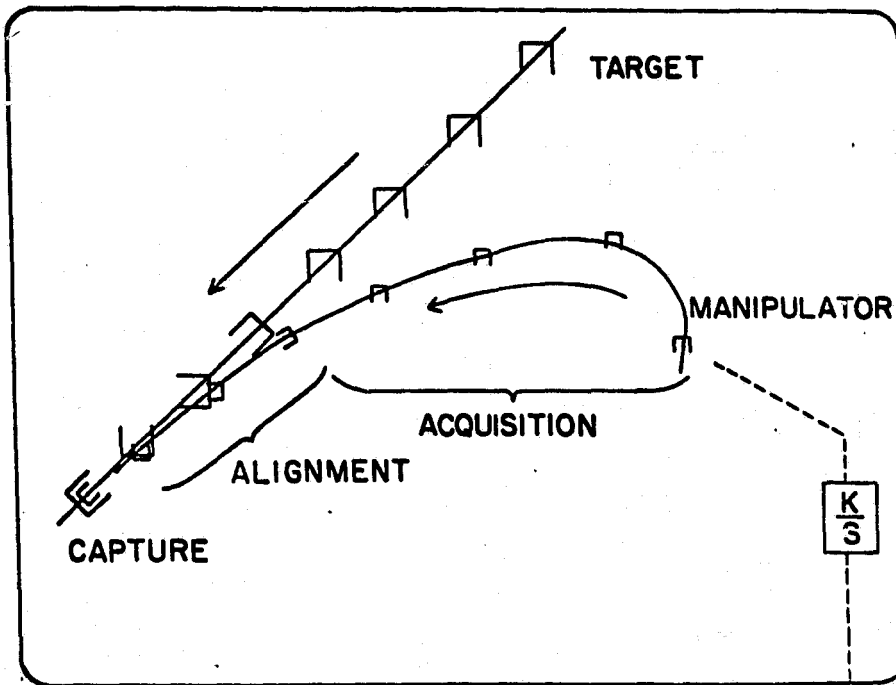 TARGET
MANIPULATOR
ACQUISITION
ALIGNMENT
CAPTURE
K
S